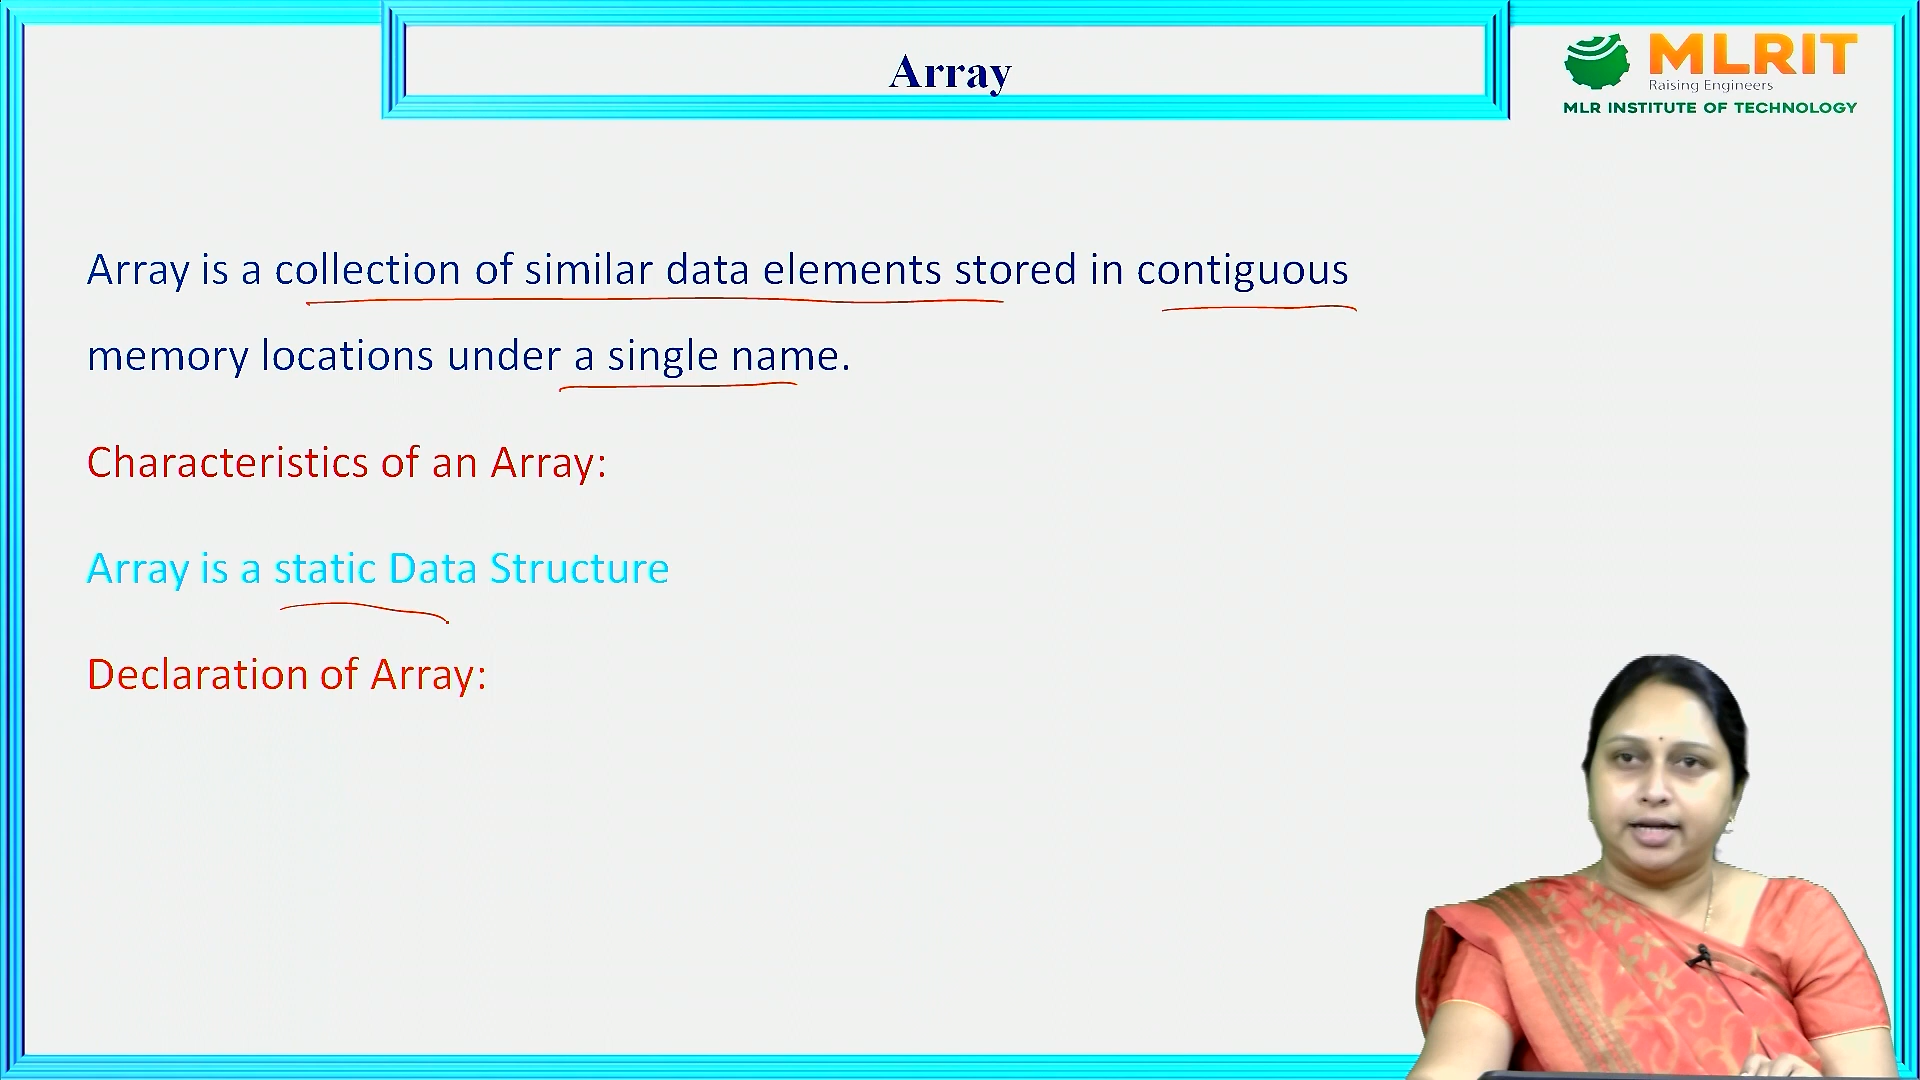 Array
MLRIT
Raising Engineers
MLR INSTITUTE OF TECHNOLOGY
Array is a collection of similar data elements stored in contiguous
memory locations under a single name.
Characteristics of an Array:
Array is a static Data Structure
Declaration of Array: